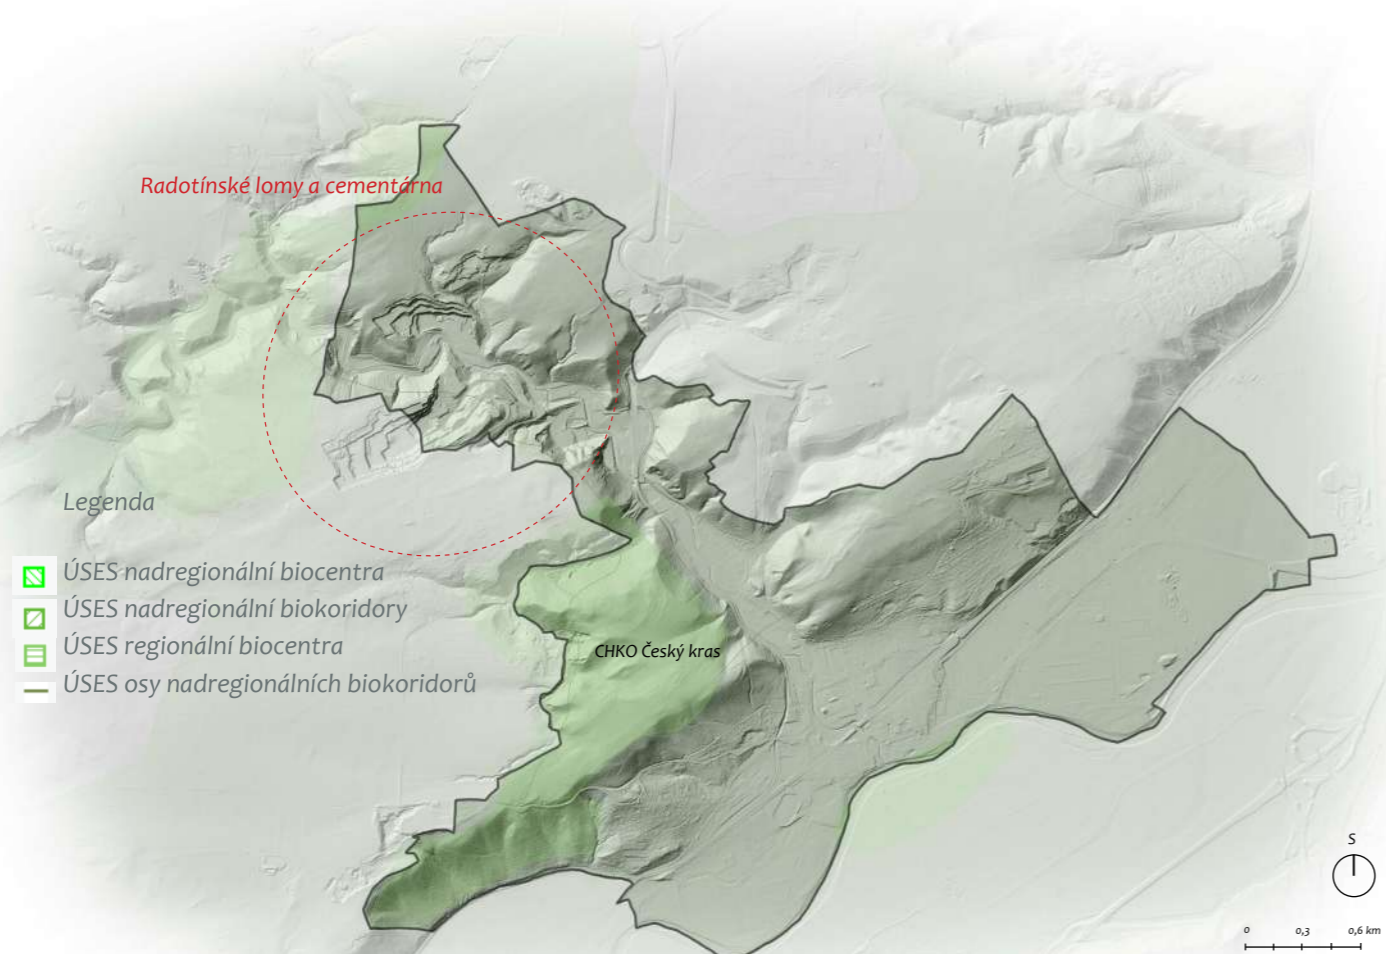 Radotínské lomy a cementárna
Legenda
ÚSES nadregionální biocentra
ÚSES nadregionální biokoridory
ÚSES regionální biocentra
ÚSES osy nadregionálních biokoridorů
CHKO Český kras
S
0 0,3 0,6 km